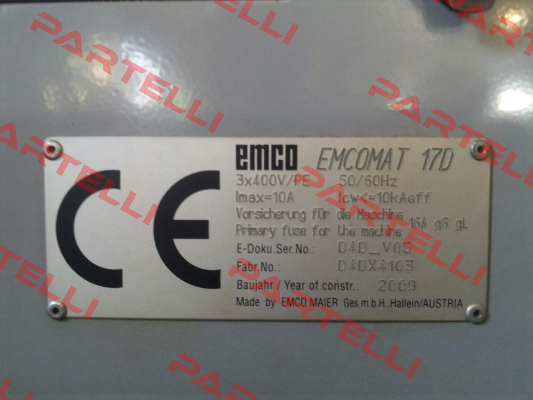 PARTELLI
PARTELLI
PARTELLI
CE
emco EMCOMAT 17D
3x400V/PE 50/60Hz
Imax=10A Icw<=10kAeff
Vorsicherung für die Maschine
Primary fuse for the machine 16A gG gL
E-Doku.Ser.No.: D4D_V05
Fabr.No.: D4DX4103
Baujahr / Year of constr.: 2009
Made by EMCO MAIER Ges.m.b.H.,Hallein/AUSTRIA
PARTELLI
PARTELLI
PARTELLI